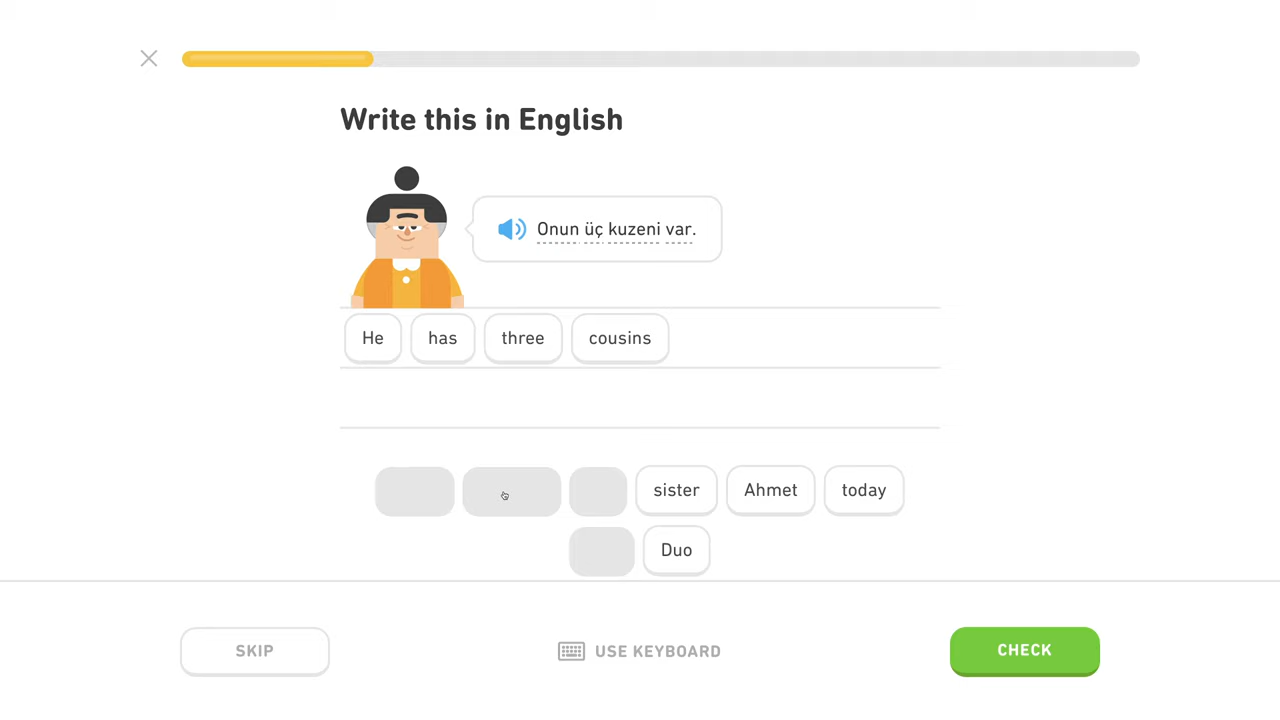 Write this in English
Onun üç kuzeni var.
He has three cousins
sister Ahmet today
Duo
SKIP USE KEYBOARD CHECK